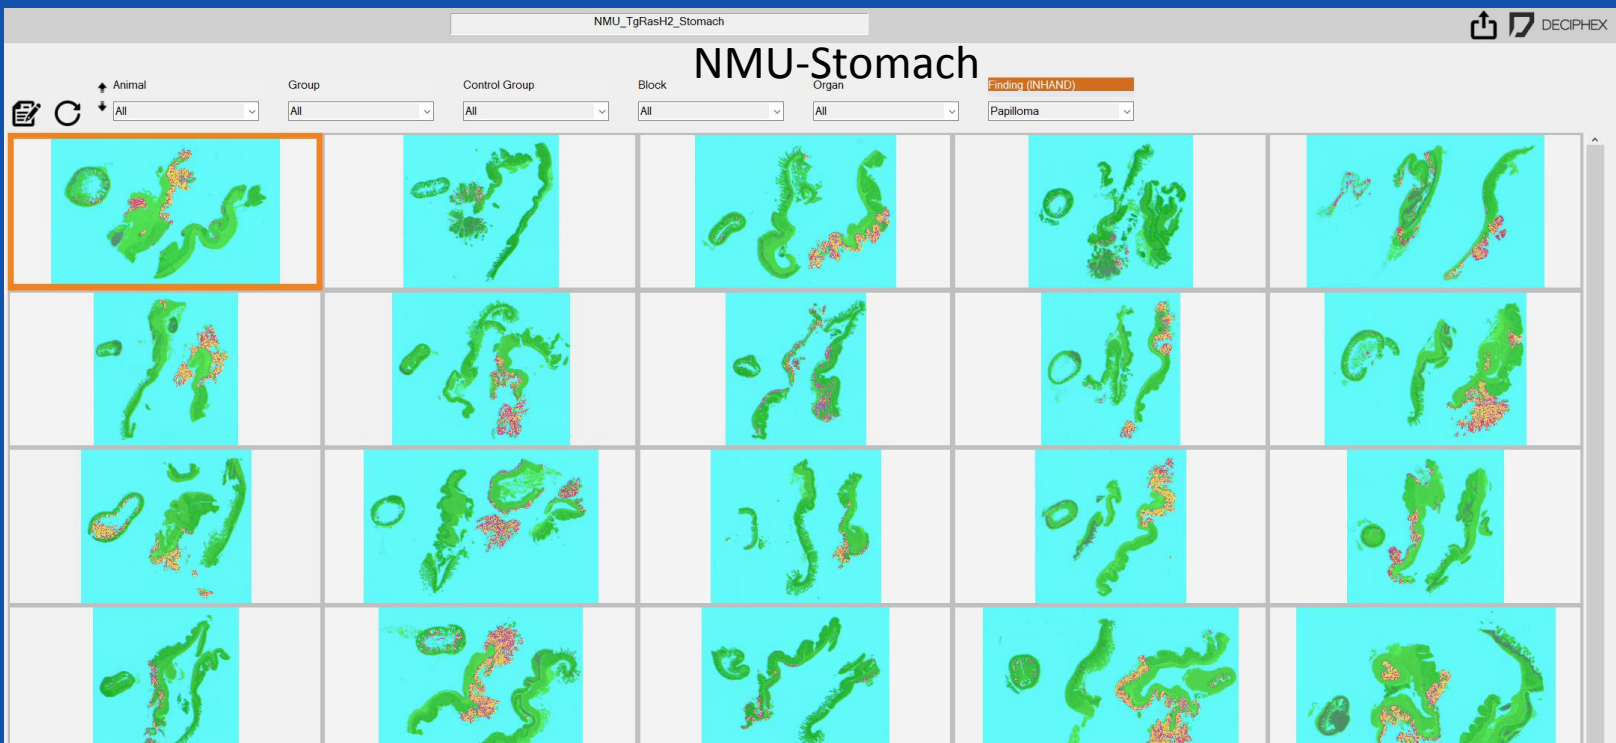 NMU_TgRasH2_Stomach
DECIPHEX
NMU-Stomach
Animal Group Control Group Block Organ Finding (INHAND)
All All All All All Papilloma